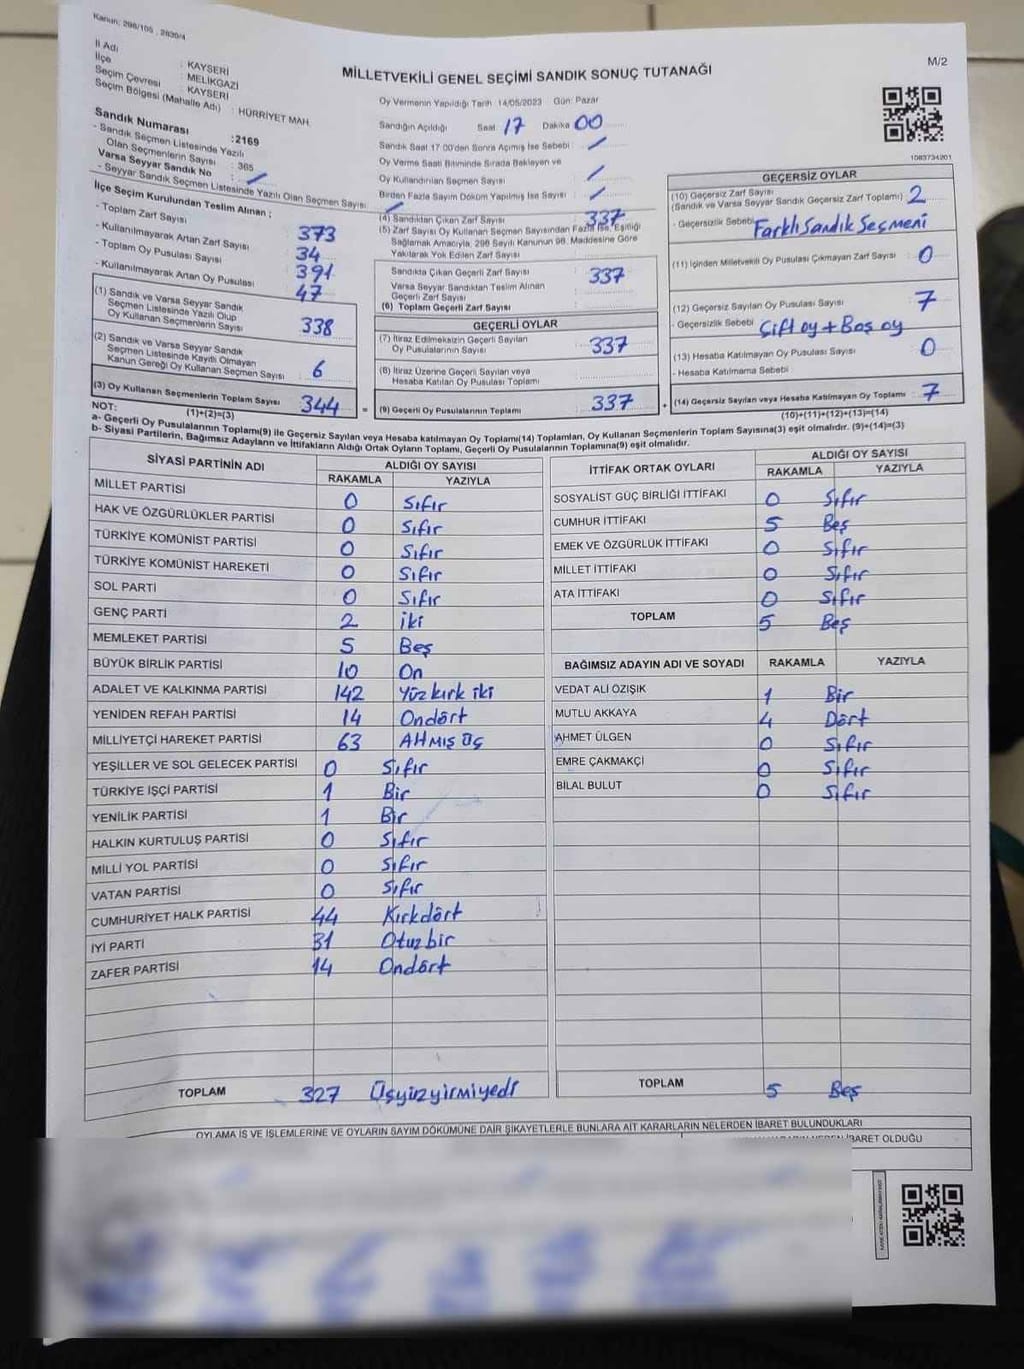 Kanun: 298/105 , 2839/4
İl Adı : KAYSERİ
İlçe : MELİKGAZİ
Seçim Çevresi : KAYSERİ
Seçim Bölgesi (Mahalle Adı) : HÜRRİYET MAH.
MİLLETVEKİLİ GENEL SEÇİMİ SANDIK SONUÇ TUTANAĞI
M/2
Oy Vermenin Yapıldığı Tarih 14/05/2023 Gün: Pazar
Sandığın Açıldığı Saat 17 Dakika 00
Sandık Saat 17.00'den Sonra Açılmış İse Sebebi
Oy Verme Saati Bitiminde Sırada Bekleyen ve
Oy Kullandırılan Seçmen Sayısı
Birden Fazla Sayım Döküm Yapılmış İse Sayısı
1083734201
Sandık Numarası :2169
- Sandık Seçmen Listesinde Yazılı
Olan Seçmenlerin Sayısı : 365
Varsa Seyyar Sandık No :
- Seyyar Sandık Seçmen Listesinde Yazılı Olan Seçmen Sayısı
İlçe Seçim Kurulundan Teslim Alınan ;
- Toplam Zarf Sayısı 373
- Kullanılmayarak Artan Zarf Sayısı 34
- Toplam Oy Pusulası Sayısı 391
- Kullanılmayarak Artan Oy Pusulası 47
(1) Sandık ve Varsa Seyyar Sandık
Seçmen Listesinde Yazılı Olup
Oy Kullanan Seçmenlerin Sayısı 338
(2) Sandık ve Varsa Seyyar Sandık
Seçmen Listesinde Kayıtlı Olmayan
Kanun Gereği Oy Kullanan Seçmen Sayısı 6
(3) Oy Kullanan Seçmenlerin Toplam Sayısı 344
(1)+(2)=(3)
(4) Sandıktan Çıkan Zarf Sayısı 337
(5) Zarf Sayısı Oy Kullanan Seçmen Sayısından Fazla İse, Eşitliği
Sağlamak Amacıyla, 298 Sayılı Kanunun 98. Maddesine Göre
Yakılarak Yok Edilen Zarf Sayısı
Sandıkta Çıkan Geçerli Zarf Sayısı 337
Varsa Seyyar Sandıktan Teslim Alınan
Geçerli Zarf Sayısı
(6) Toplam Geçerli Zarf Sayısı
GEÇERLİ OYLAR
(7) İtiraz Edilmeksizin Geçerli Sayılan
Oy Pusulalarının Sayısı 337
(8) İtiraz Üzerine Geçerli Sayılan veya
Hesaba Katılan Oy Pusulası Toplamı
= (9) Geçerli Oy Pusulalarının Toplamı 337
GEÇERSİZ OYLAR
(10) Geçersiz Zarf Sayısı
(Sandık ve Varsa Seyyar Sandık Geçersiz Zarf Toplamı) 2
- Geçersizlik Sebebi Farklı Sandık Seçmeni
(11) İçinden Milletvekili Oy Pusulası Çıkmayan Zarf Sayısı 0
(12) Geçersiz Sayılan Oy Pusulası Sayısı 7
- Geçersizlik Sebebi Çift oy + Boş oy
(13) Hesaba Katılmayan Oy Pusulası Sayısı 0
- Hesaba Katılmama Sebebi
+ (14) Geçersiz Sayılan veya Hesaba Katılmayan Oy Toplamı 7
(10)+(11)+(12)+(13)=(14)
NOT:
a- Geçerli Oy Pusulalarının Toplamı(9) ile Geçersiz Sayılan veya Hesaba katılmayan Oy Toplamı(14) Toplamları, Oy Kullanan Seçmenlerin Toplam Sayısına(3) eşit olmalıdır. (9)+(14)=(3)
b- Siyasi Partilerin, Bağımsız Adayların ve İttifakların Aldığı Ortak Oyların Toplamı, Geçerli Oy Pusulalarının Toplamına(9) eşit olmalıdır.
SİYASİ PARTİNİN ADI ALDIĞI OY SAYISI
RAKAMLA YAZIYLA
MİLLET PARTİSİ 0 Sıfır
HAK VE ÖZGÜRLÜKLER PARTİSİ 0 Sıfır
TÜRKİYE KOMÜNİST PARTİSİ 0 Sıfır
TÜRKİYE KOMÜNİST HAREKETİ 0 Sıfır
SOL PARTİ 0 Sıfır
GENÇ PARTİ 2 iki
MEMLEKET PARTİSİ 5 Beş
BÜYÜK BİRLİK PARTİSİ 10 On
ADALET VE KALKINMA PARTİSİ 142 Yüz kırk iki
YENİDEN REFAH PARTİSİ 14 Ondört
MİLLİYETÇİ HAREKET PARTİSİ 63 Altmış üç
YEŞİLLER VE SOL GELECEK PARTİSİ 0 Sıfır
TÜRKİYE İŞÇİ PARTİSİ 1 Bir
YENİLİK PARTİSİ 1 Bir
HALKIN KURTULUŞ PARTİSİ 0 Sıfır
MİLLİ YOL PARTİSİ 0 Sıfır
VATAN PARTİSİ 0 Sıfır
CUMHURİYET HALK PARTİSİ 44 Kırkdört
İYİ PARTİ 31 Otuzbir
ZAFER PARTİSİ 14 Ondört
TOPLAM 327 Üçyüzyirmiyedi
İTTİFAK ORTAK OYLARI ALDIĞI OY SAYISI
RAKAMLA YAZIYLA
SOSYALİST GÜÇ BİRLİĞİ İTTİFAKI 0 Sıfır
CUMHUR İTTİFAKI 5 Beş
EMEK VE ÖZGÜRLÜK İTTİFAKI 0 Sıfır
MİLLET İTTİFAKI 0 Sıfır
ATA İTTİFAKI 0 Sıfır
TOPLAM 5 Beş
BAĞIMSIZ ADAYIN ADI VE SOYADI RAKAMLA YAZIYLA
VEDAT ALİ ÖZIŞIK 1 Bir
MUTLU AKKAYA 4 Dört
AHMET ÜLGEN 0 Sıfır
EMRE ÇAKMAKÇİ 0 Sıfır
BİLAL BULUT 0 Sıfır
TOPLAM 5 Beş
OYLAMA İŞ VE İŞLEMLERİNE VE OYLARIN SAYIM DÖKÜMÜNE DAİR ŞİKAYETLERLE BUNLARA AİT KARARLARIN NELERDEN İBARET BULUNDUKLARI
İBARET OLDUĞU